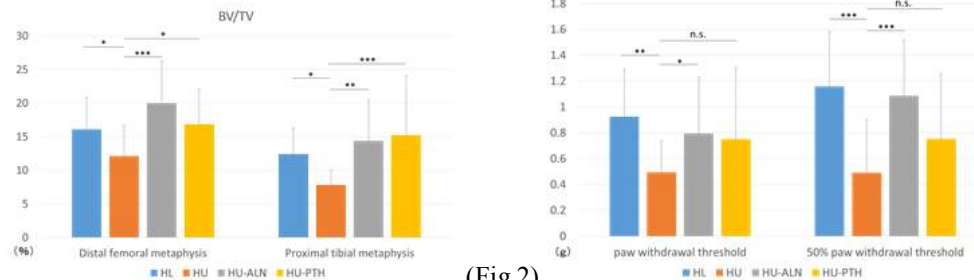 BV/TV
30
25
20
15
10
5
0
(%)
* * ***
* *** **
Distal femoral metaphysis Proximal tibial metaphysis
HL HU HU-ALN HU-PTH
1.8
1.6
1.4
1.2
1
0.8
0.6
0.4
0.2
0
(g)
n.s.
** *
n.s.
*** ***
paw withdrawal threshold 50% paw withdrawal threshold
HL HU HU-ALN HU-PTH
(Fig.2)